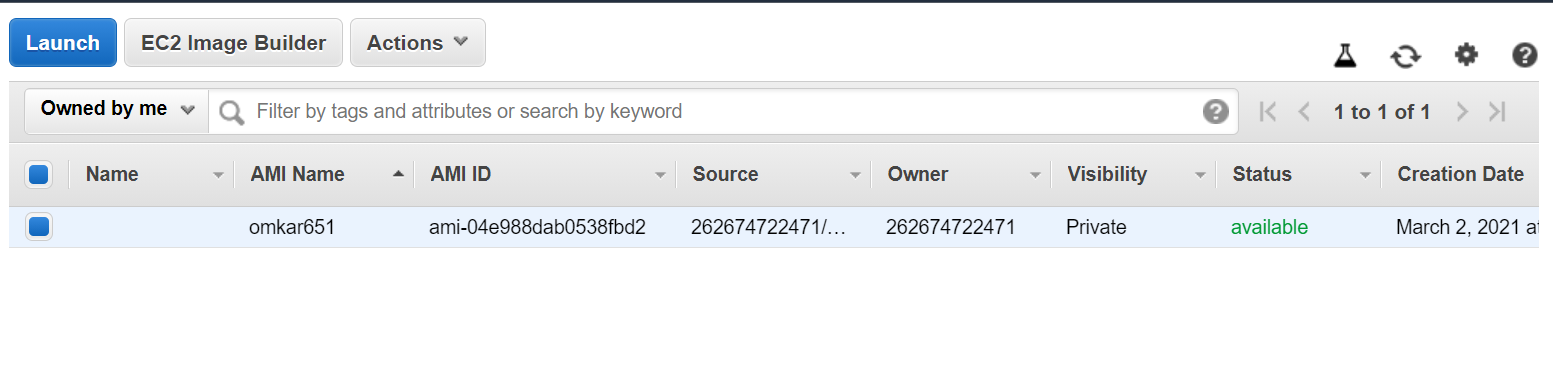 Launch EC2 Image Builder Actions
Owned by me Filter by tags and attributes or search by keyword ? 1 to 1 of 1
Name AMI Name AMI ID Source Owner Visibility Status Creation Date
omkar651 ami-04e988dab0538fbd2 262674722471/... 262674722471 Private available March 2, 2021 at